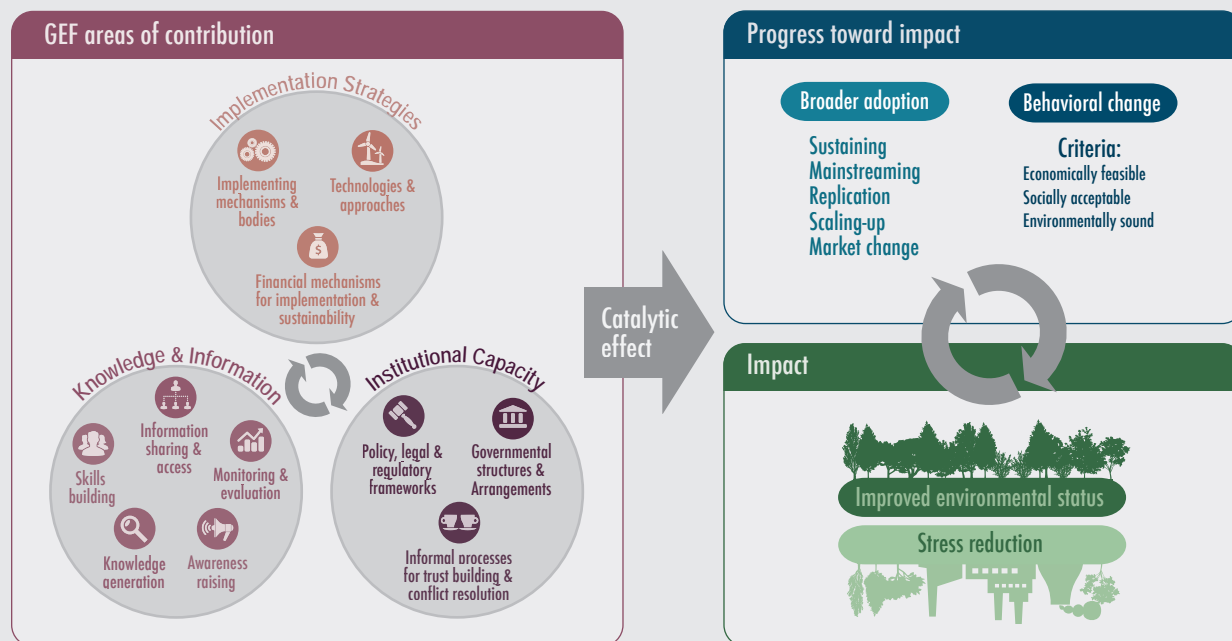 GEF areas of contribution
Implementation Strategies
Implementing
mechanisms &
bodies
Technologies &
approaches
$
Financial mechanisms
for implementation &
sustainability
Knowledge & Information
Information
sharing &
access
Skills
building
Monitoring &
evaluation
Knowledge
generation
Awareness
raising
Institutional Capacity
Policy, legal &
regulatory
frameworks
Governmental
structures &
Arrangements
Informal processes
for trust building &
conflict resolution
Catalytic
effect
Progress toward impact
Broader adoption
Sustaining
Mainstreaming
Replication
Scaling-up
Market change
Behavioral change
Criteria:
Economically feasible
Socially acceptable
Environmentally sound
Impact
Improved environmental status
Stress reduction